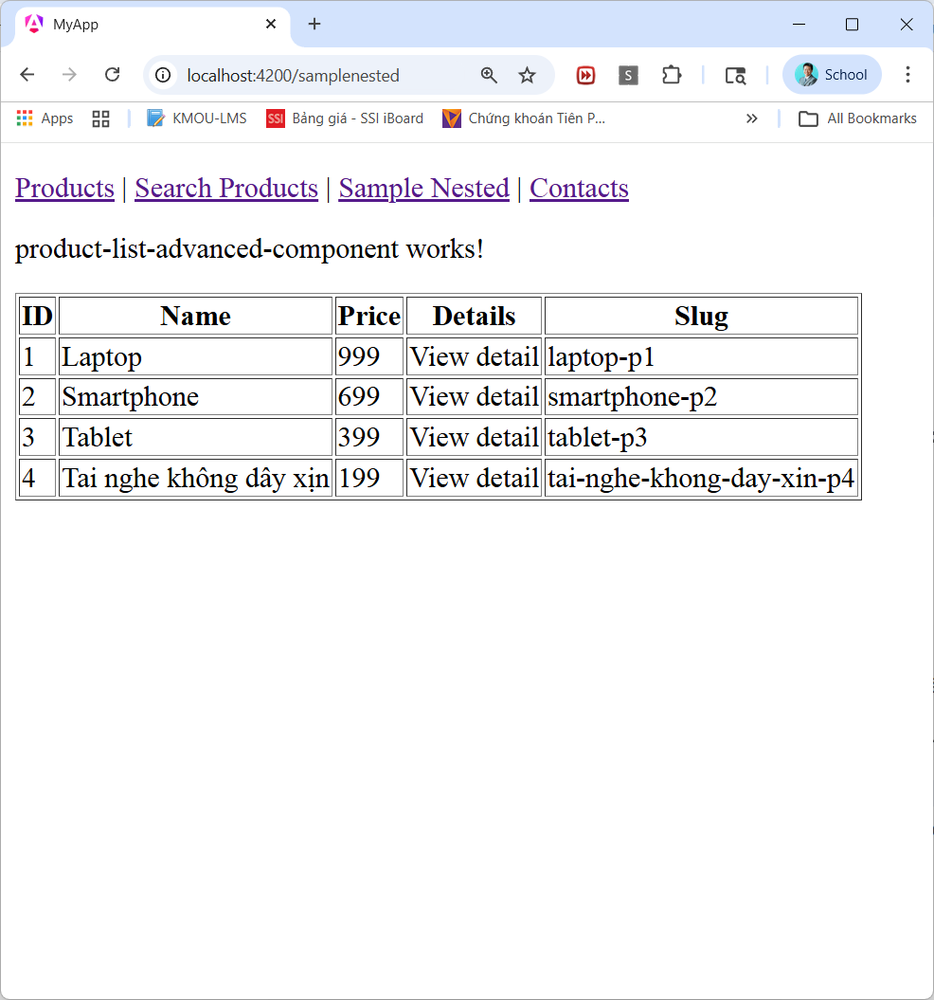 MyApp
localhost:4200/samplenested
S
School
Apps
KMOU-LMS
SSI Bảng giá - SSI iBoard
Chứng khoán Tiên P...
All Bookmarks
Products | Search Products | Sample Nested | Contacts
product-list-advanced-component works!
ID Name Price Details Slug
1 Laptop 999 View detail laptop-p1
2 Smartphone 699 View detail smartphone-p2
3 Tablet 399 View detail tablet-p3
4 Tai nghe không dây xịn 199 View detail tai-nghe-khong-day-xin-p4